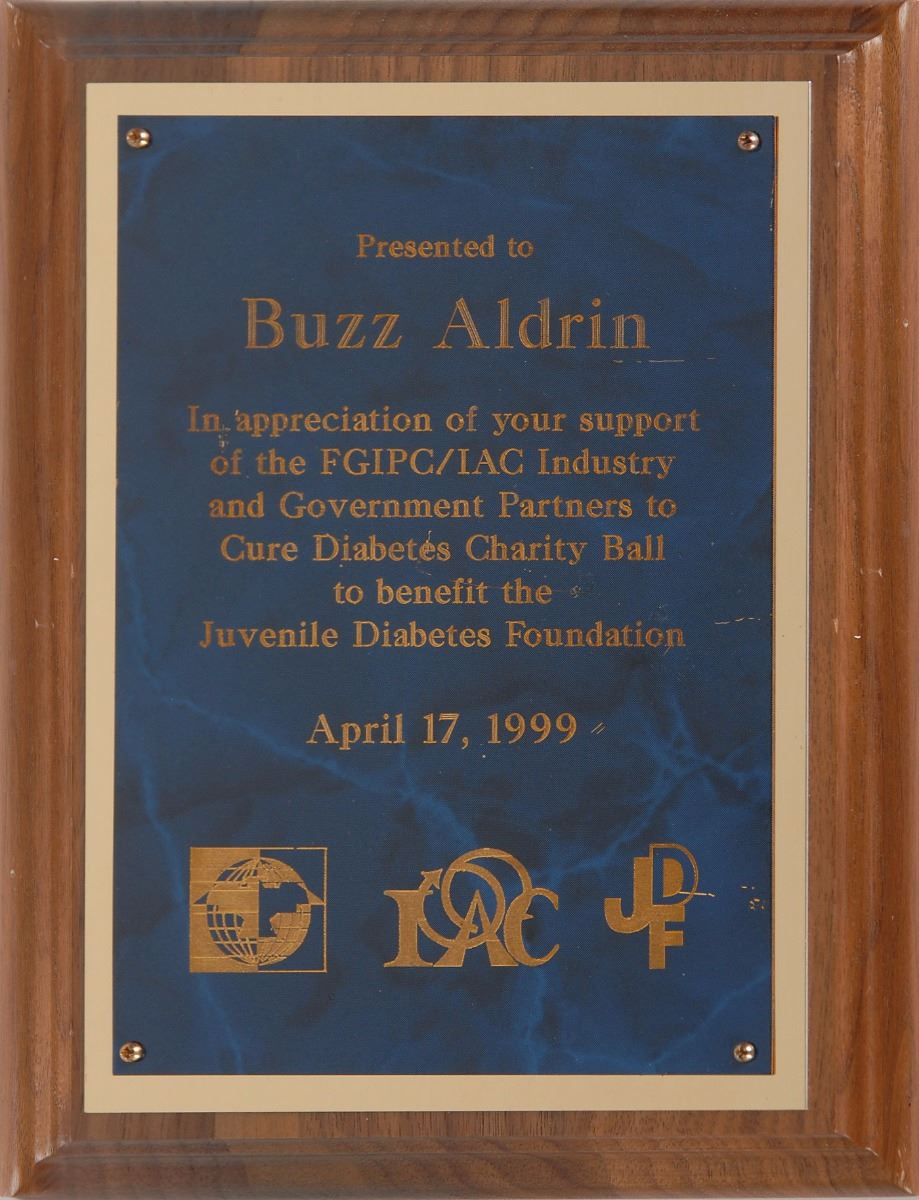 Presented to
Buzz Aldrin
In appreciation of your support
of the FGIPC/IAC Industry
and Government Partners to
Cure Diabetes Charity Ball
to benefit the
Juvenile Diabetes Foundation
April 17, 1999
IAC JDF